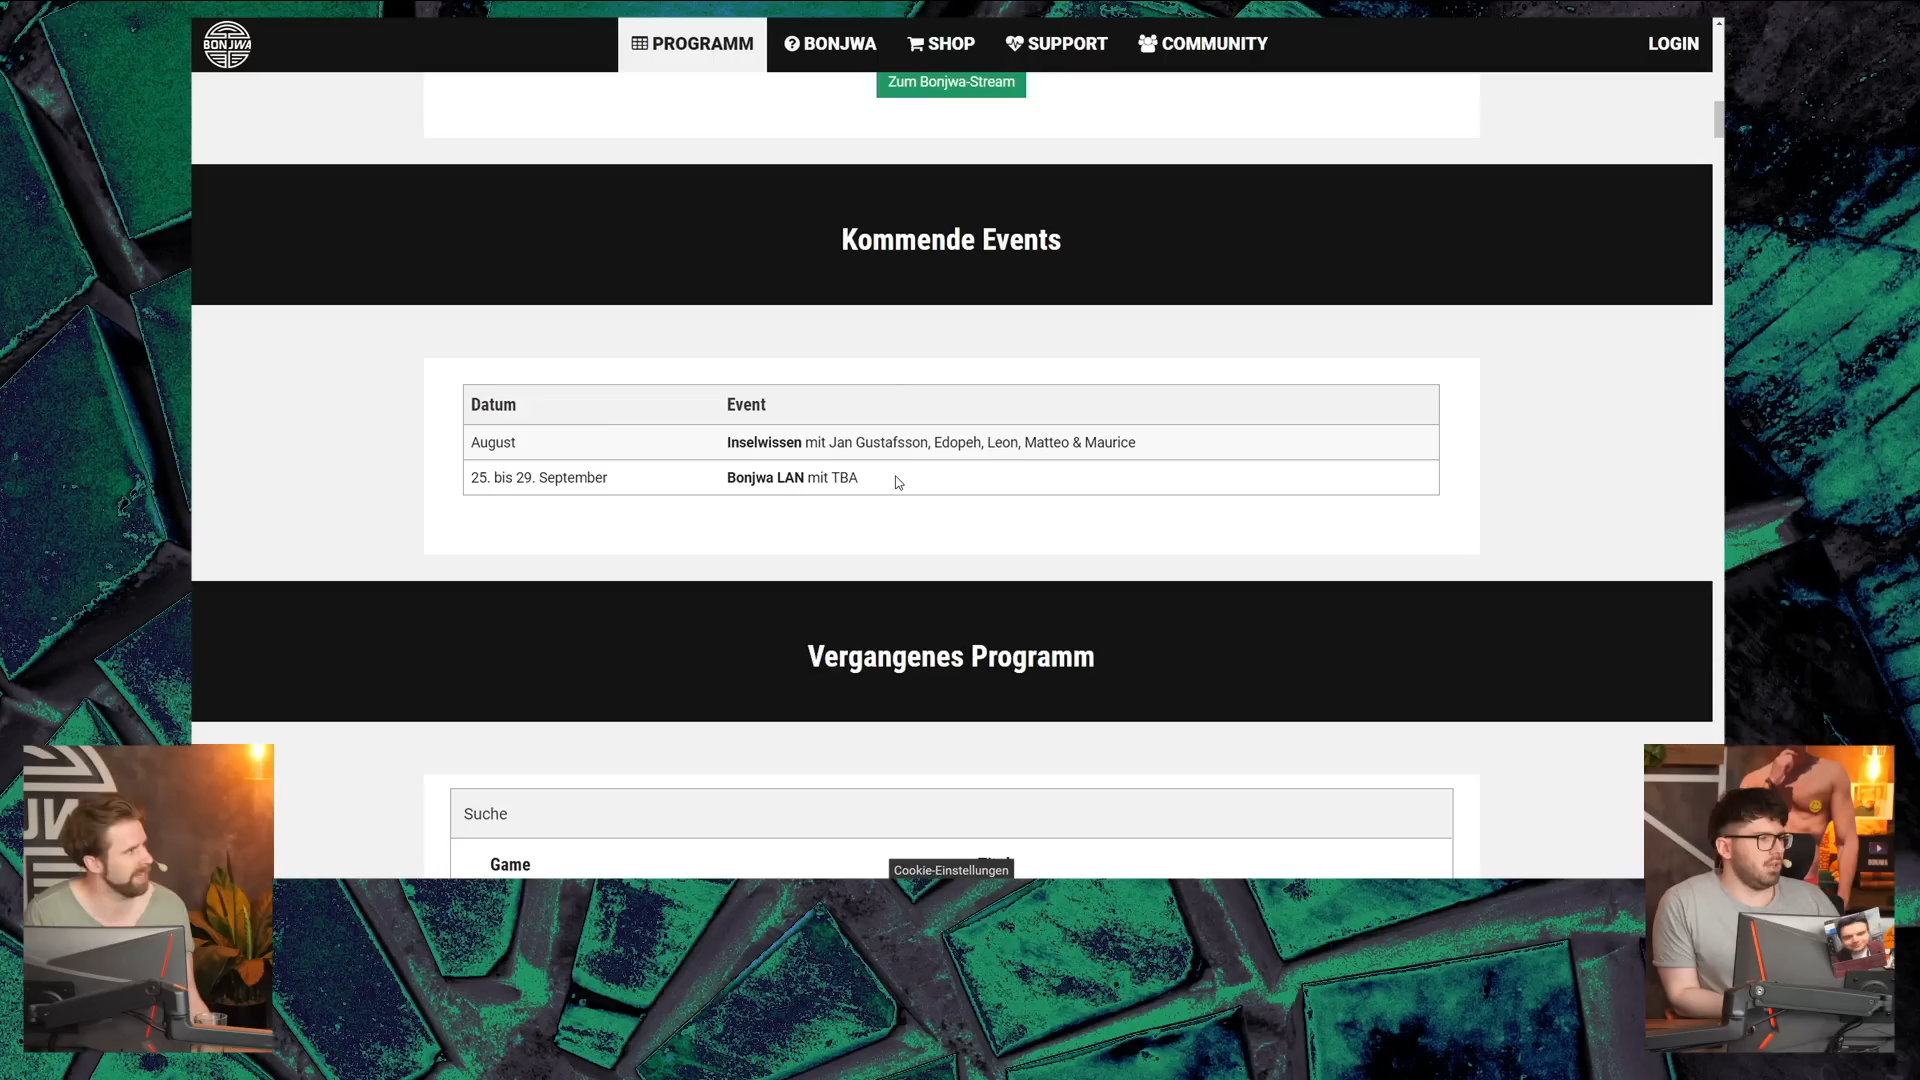 BONJWA
PROGRAMM
BONJWA
SHOP
SUPPORT
COMMUNITY
LOGIN
Zum Bonjwa-Stream
Kommende Events
Datum Event
August Inselwissen mit Jan Gustafsson, Edopeh, Leon, Matteo & Maurice
25. bis 29. September Bonjwa LAN mit TBA
Vergangenes Programm
Suche
Game
Cookie-Einstellungen